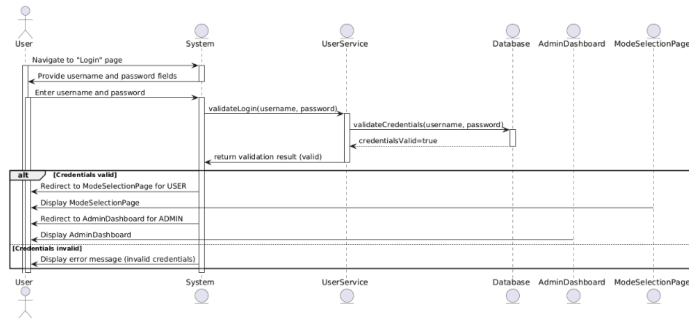 User System UserService Database AdminDashboard ModeSelectionPage
Navigate to "Login" page
Provide username and password fields
Enter username and password
validateLogin(username, password)
validateCredentials(username, password)
credentialsValid=true
return validation result (valid)
alt [Credentials valid]
Redirect to ModeSelectionPage for USER
Display ModeSelectionPage
Redirect to AdminDashboard for ADMIN
Display AdminDashboard
[Credentials invalid]
Display error message (invalid credentials)
User System UserService Database AdminDashboard ModeSelectionPage